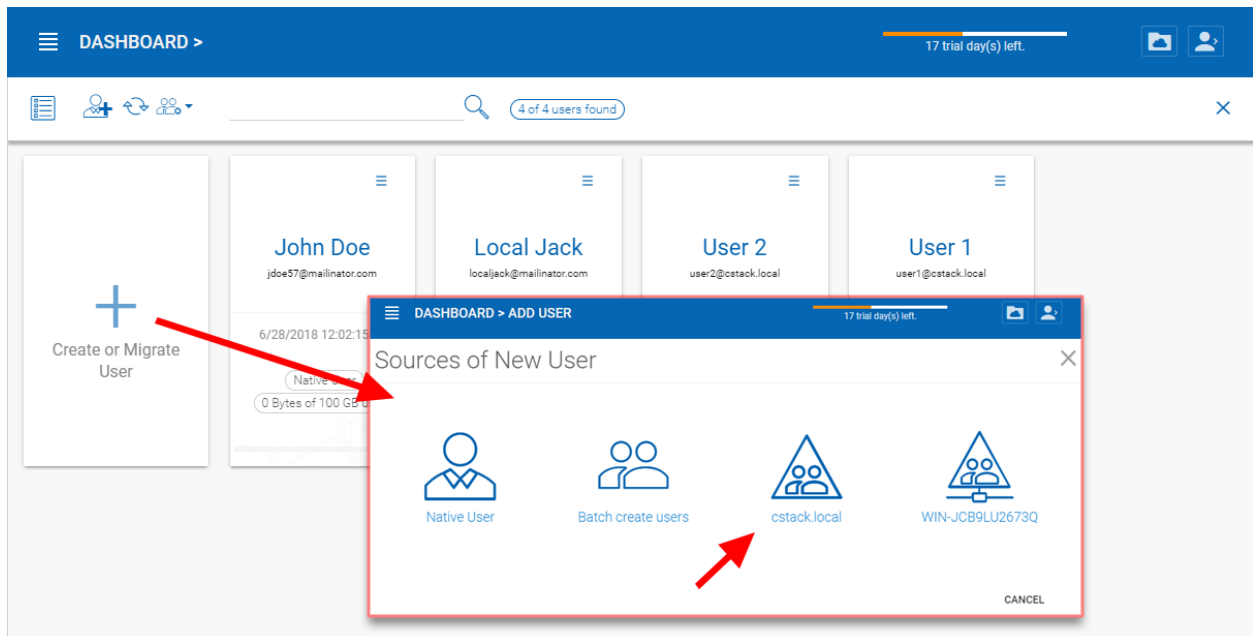 DASHBOARD >
17 trial day(s) left.
4 of 4 users found
John Doe
jdoe57@mailinator.com
Local Jack
localjack@mailinator.com
User 2
user2@cstack.local
User 1
user1@cstack.local
Create or Migrate
User
6/28/2018 12:02:15
Native User
0 Bytes of 100 GB u
DASHBOARD > ADD USER
17 trial day(s) left.
Sources of New User
Native User
Batch create users
cstack.local
WIN-JCB9LU2673Q
CANCEL